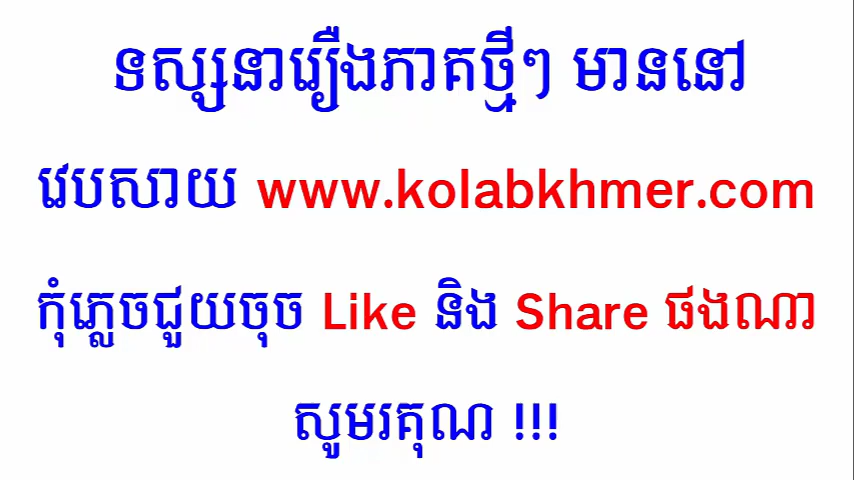 ទស្សនារឿងភាគថ្មីៗ មាននៅ
វេបសាយ www.kolabkhmer.com
កុំភ្លេចជួយចុច Like និង Share ផងណា
សូមរគុណ !!!